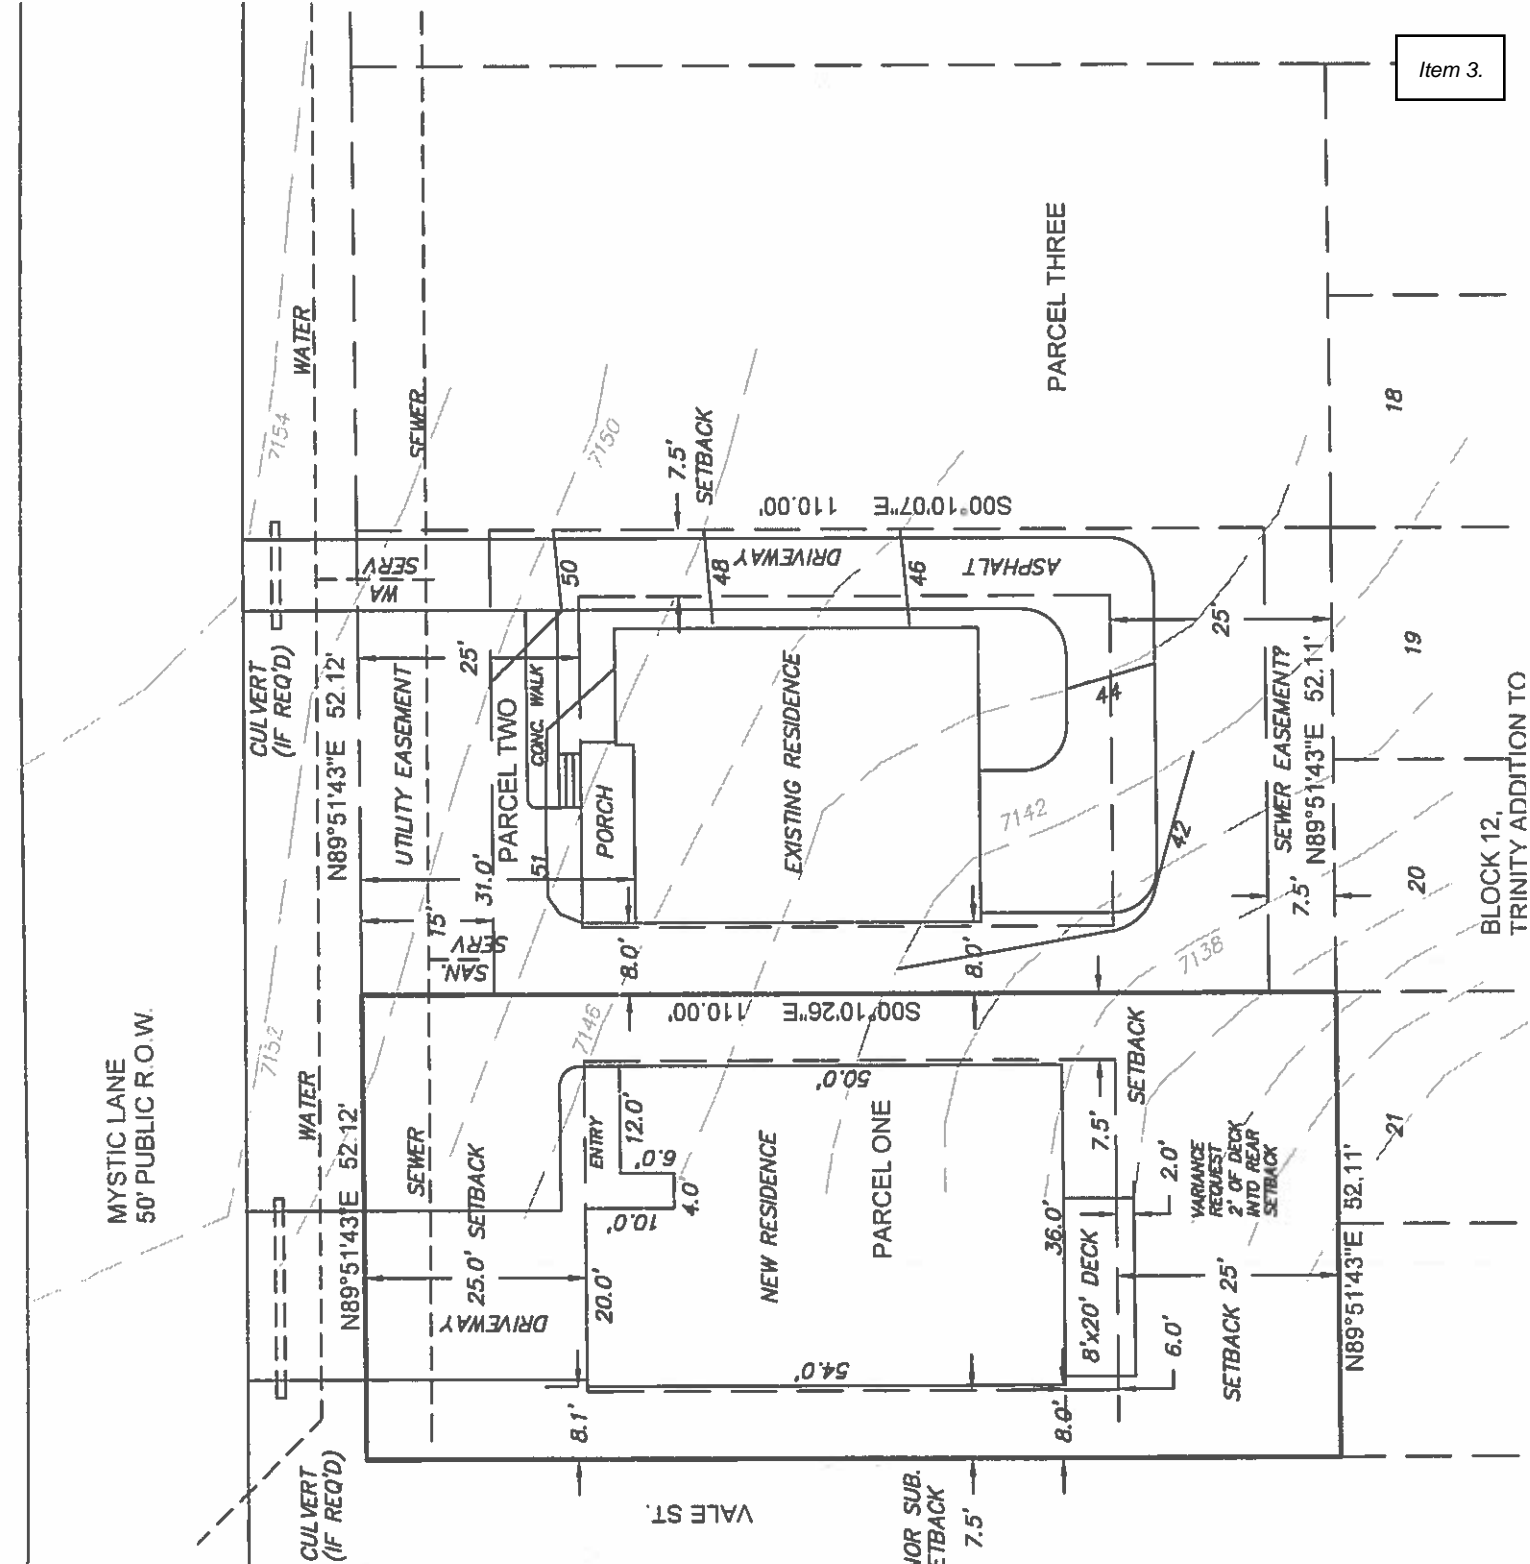 Item 3.
MYSTIC LANE
50' PUBLIC R.O.W.
WATER
SEWER
7154
7150
PARCEL THREE
18
7.5'
SETBACK
S00°10'07"E 110.00'
ASPHALT
DRIVEWAY
WA
SERV
50
48
46
44
42
51
CULVERT
(IF REQ'D)
N89°51'43"E 52.12'
UTILITY EASEMENT
25'
PARCEL TWO
CONC. WALK
PORCH
EXISTING RESIDENCE
31.0'
15'
SAN.
SERV
8.0'
8.0'
7142
25'
SEWER EASEMENT?
N89°51'43"E 52.11'
7.5'
7138
19
20
BLOCK 12,
TRINITY ADDITION TO
S00°10'26"E 110.00'
7152
7146
WATER
SEWER
N89°51'43"E 52.12'
25.0' SETBACK
DRIVEWAY
ENTRY
12.0'
6.0'
4.0'
10.0'
20.0'
50.0'
54.0'
36.0'
NEW RESIDENCE
PARCEL ONE
8'x20' DECK
7.5'
SETBACK
2.0'
6.0'
VARIANCE
REQUEST
2' OF DECK
INTO REAR
SETBACK
SETBACK 25'
N89°51'43"E 52.11'
21
8.1'
8.0'
CULVERT
(IF REQ'D)
VALE ST.
SUB.
7.5'